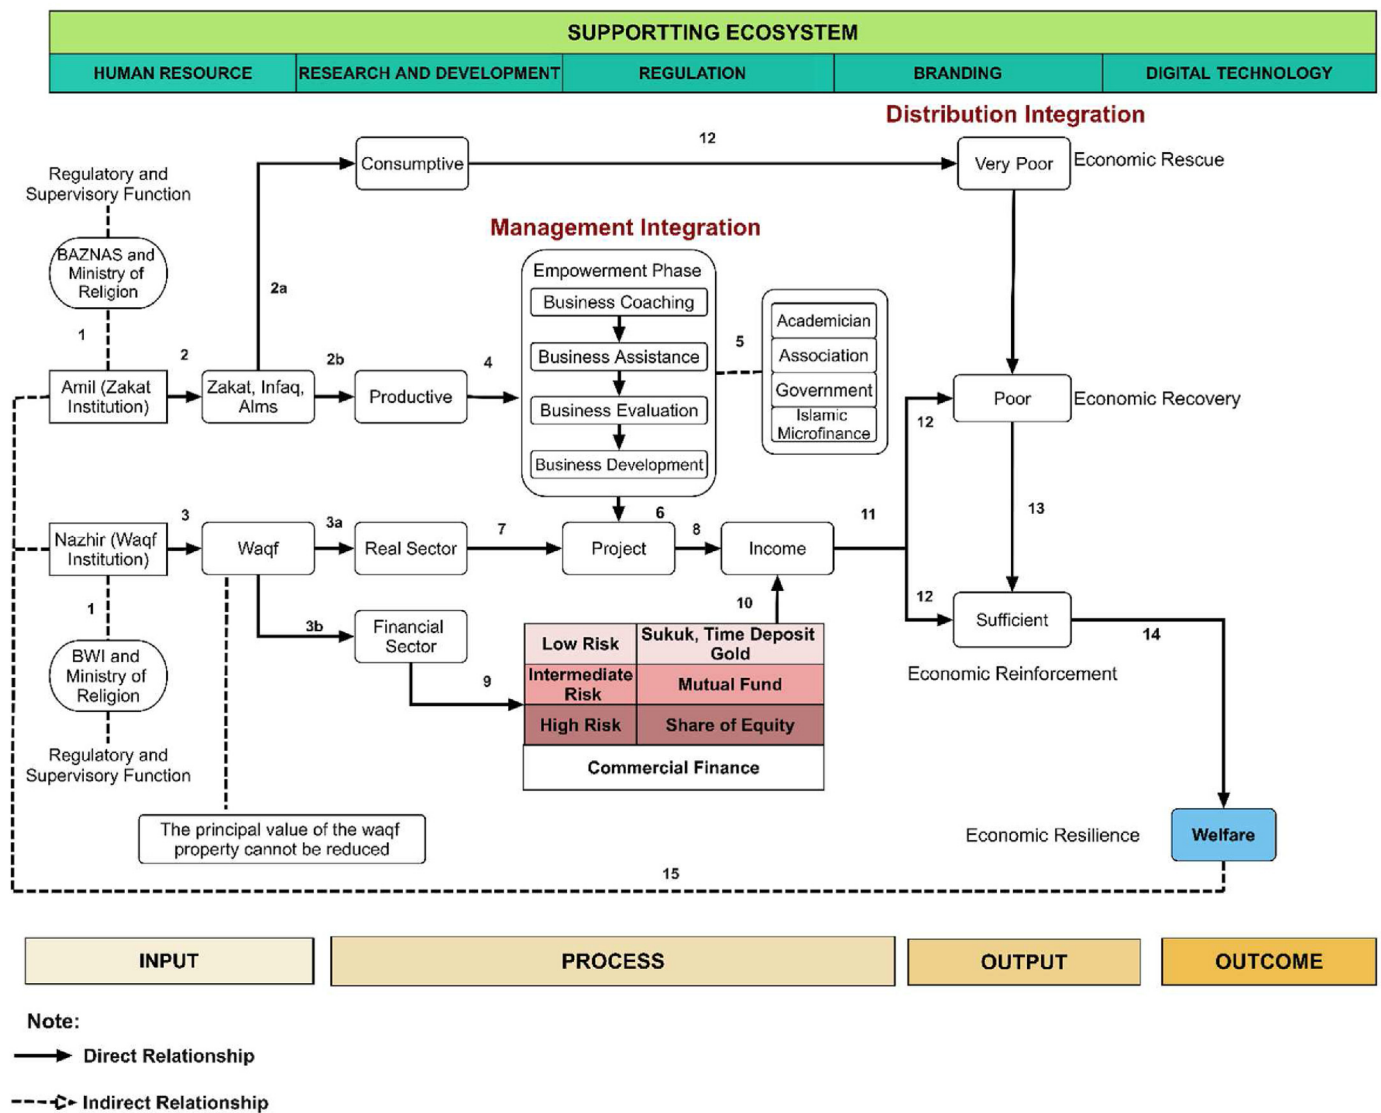 SUPPORTTING ECOSYSTEM
HUMAN RESOURCE
RESEARCH AND DEVELOPMENT
REGULATION
BRANDING
DIGITAL TECHNOLOGY
Distribution Integration
12
Consumptive
Very Poor
Economic Rescue
Regulatory and
Supervisory Function
BAZNAS and
Ministry of
Religion
Management Integration
Empowerment Phase
Business Coaching
Business Assistance
Business Evaluation
Business Development
2a
1
2
2b
4
5
Academician
Association
Government
Islamic
Microfinance
Amil (Zakat
Institution)
Zakat, Infaq,
Alms
Productive
Poor
Economic Recovery
12
3
3a
7
6
8
11
13
Nazhir (Waqf
Institution)
Waqf
Real Sector
Project
Income
1
3b
Financial
Sector
10
12
Sufficient
14
Economic Reinforcement
BWI and
Ministry of
Religion
9
Low Risk
Sukuk, Time Deposit
Gold
Intermediate
Risk
Mutual Fund
High Risk
Share of Equity
Commercial Finance
Regulatory and
Supervisory Function
The principal value of the waqf
property cannot be reduced
Economic Resilience
Welfare
15
INPUT
PROCESS
OUTPUT
OUTCOME
Note:
Direct Relationship
Indirect Relationship